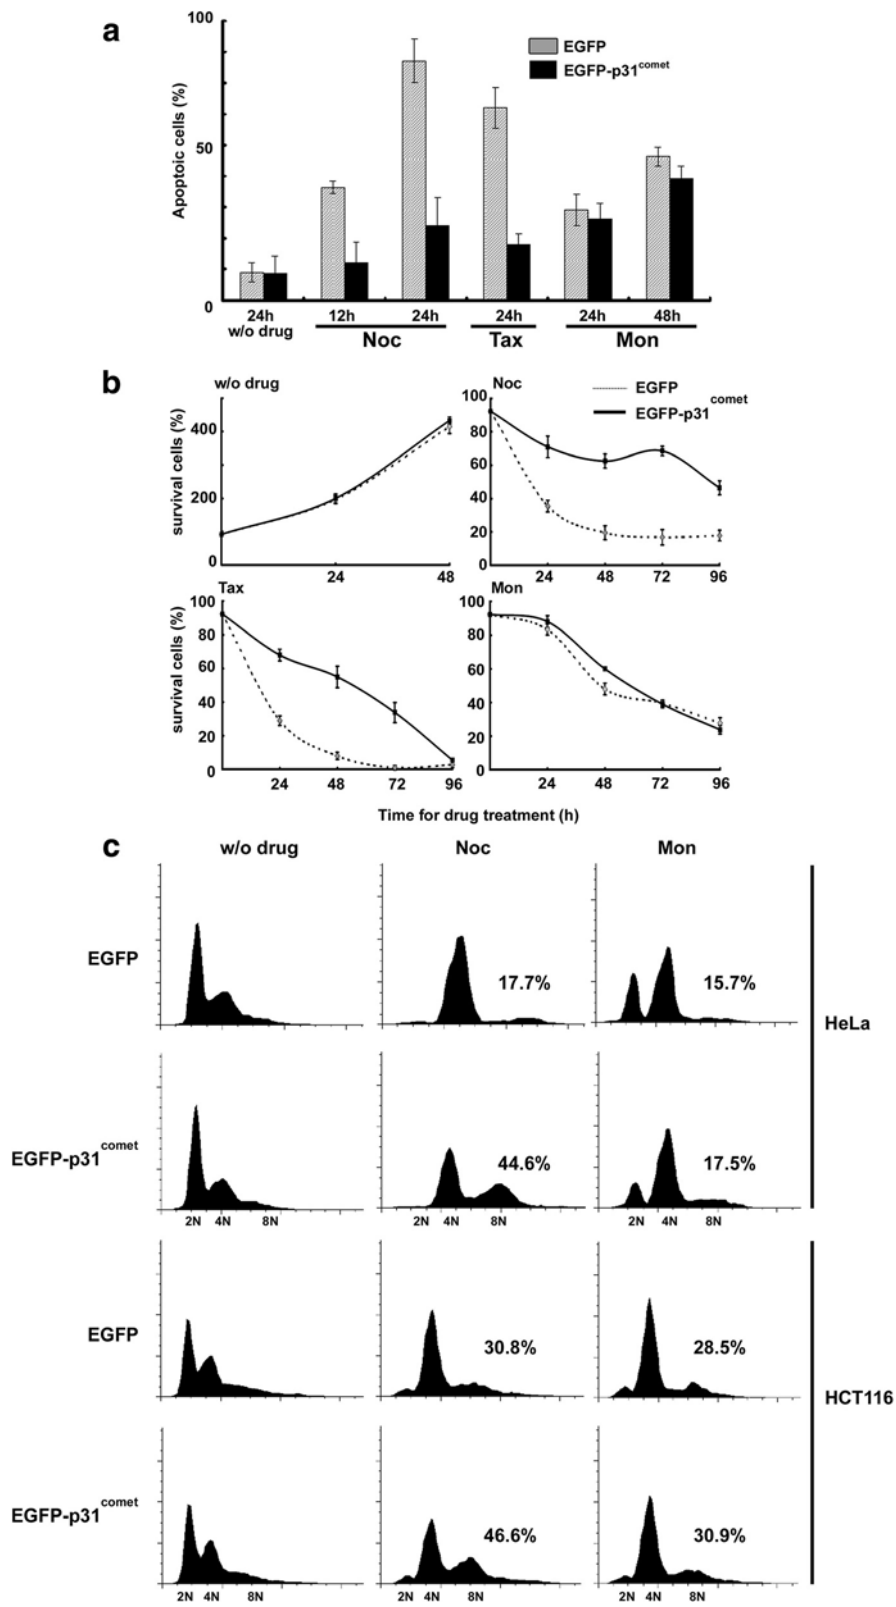 a
100
50
0
Apoptoic cells (%)
EGFP
EGFP-p31comet
24h 12h 24h 24h 24h 48h
w/o drug Noc Tax Mon
b
w/o drug
survival cells (%)
400
200
0
24 48
Noc
EGFP
EGFP-p31comet
100
80
60
40
20
0
24 48 72 96
Tax
survival cells (%)
100
80
60
40
20
0
24 48 72 96
Mon
100
80
60
40
20
0
24 48 72 96
Time for drug treatment (h)
c
w/o drug Noc Mon
EGFP 17.7% 15.7%
HeLa
EGFP-p31comet 44.6% 17.5%
2N 4N 8N 2N 4N 8N 2N 4N 8N
EGFP 30.8% 28.5%
HCT116
EGFP-p31comet 46.6% 30.9%
2N 4N 8N 2N 4N 8N 2N 4N 8N